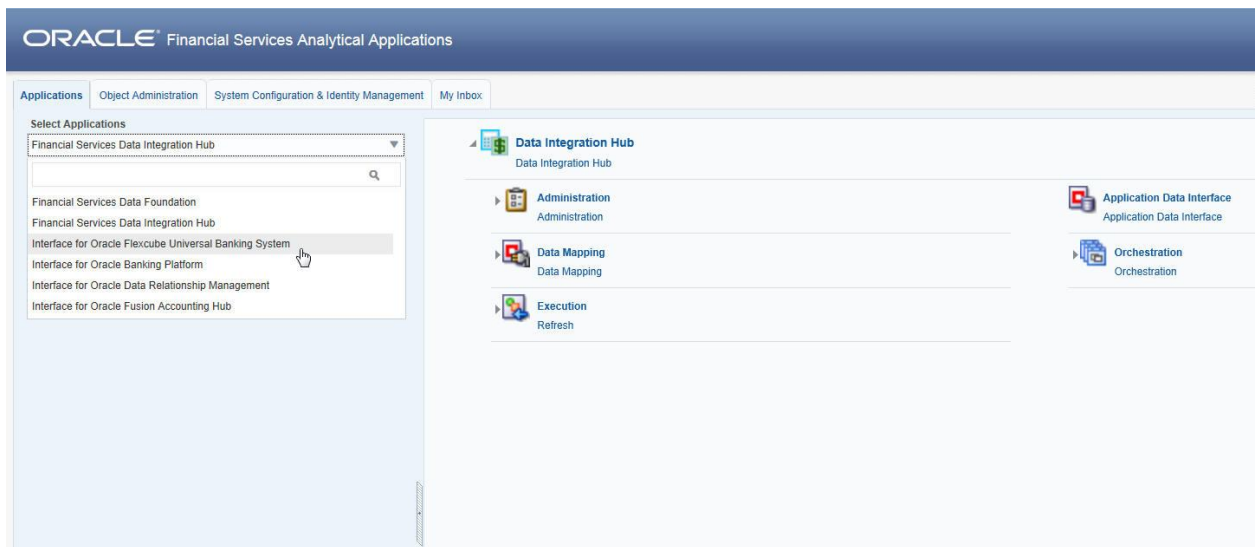 ORACLE® Financial Services Analytical Applications
Applications Object Administration System Configuration & Identity Management My Inbox
Select Applications
Financial Services Data Integration Hub
Financial Services Data Foundation
Financial Services Data Integration Hub
Interface for Oracle Flexcube Universal Banking System
Interface for Oracle Banking Platform
Interface for Oracle Data Relationship Management
Interface for Oracle Fusion Accounting Hub
Data Integration Hub
Data Integration Hub
Administration
Administration
Application Data Interface
Application Data Interface
Data Mapping
Data Mapping
Orchestration
Orchestration
Execution
Refresh